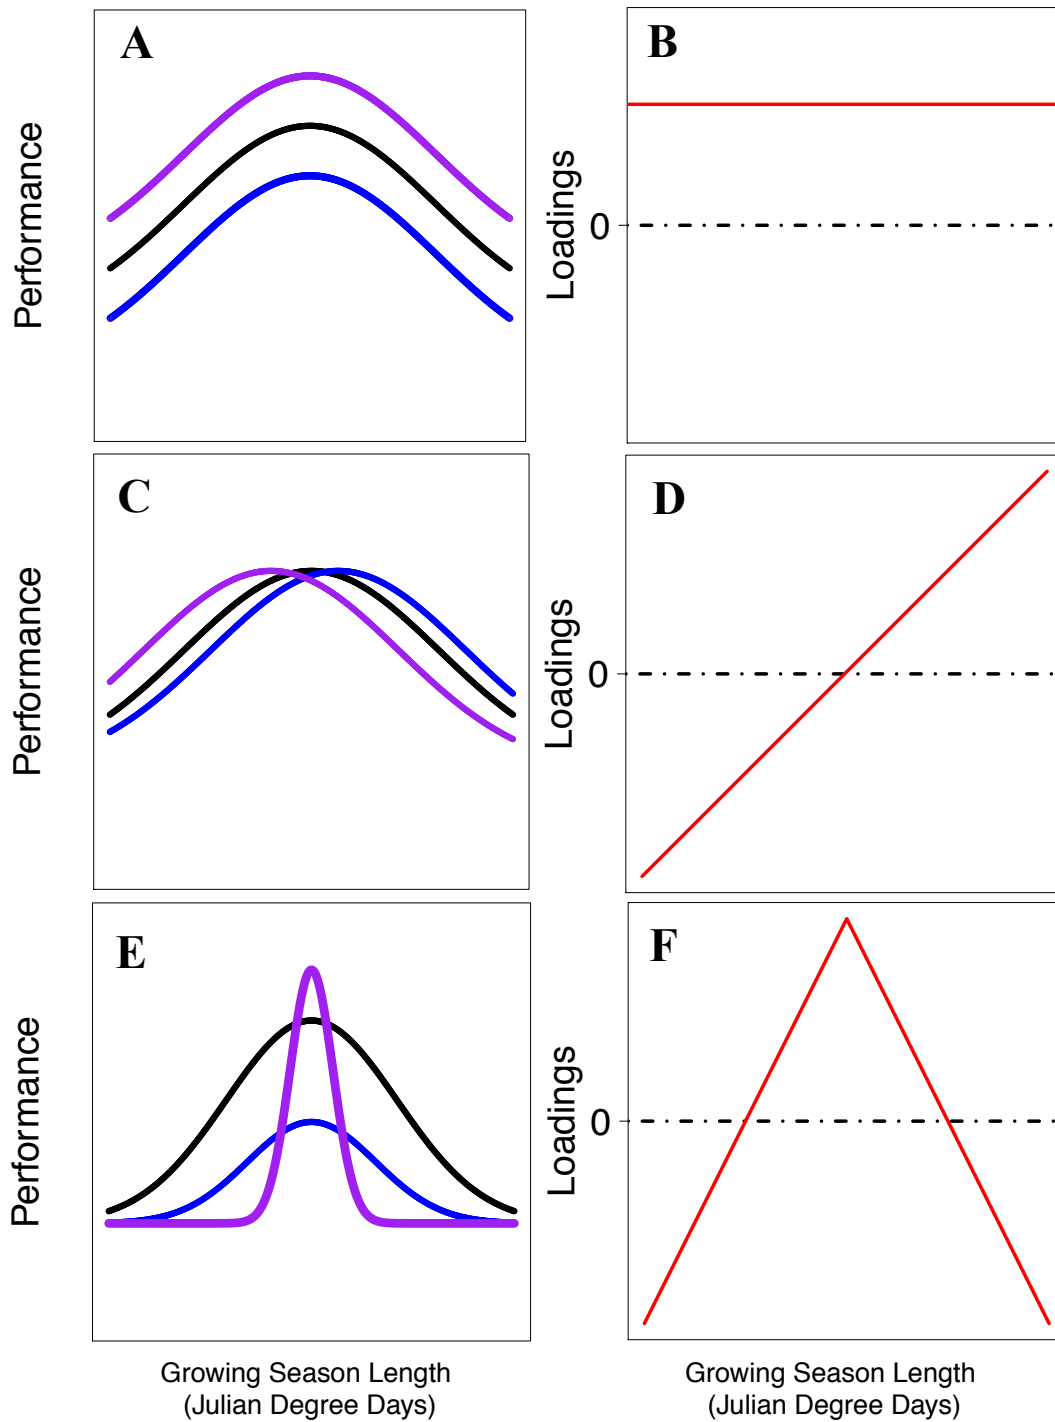 A
B
Performance
Loadings
0
C
D
Performance
Loadings
0
E
F
Performance
Loadings
0
Growing Season Length
(Julian Degree Days)
Growing Season Length
(Julian Degree Days)